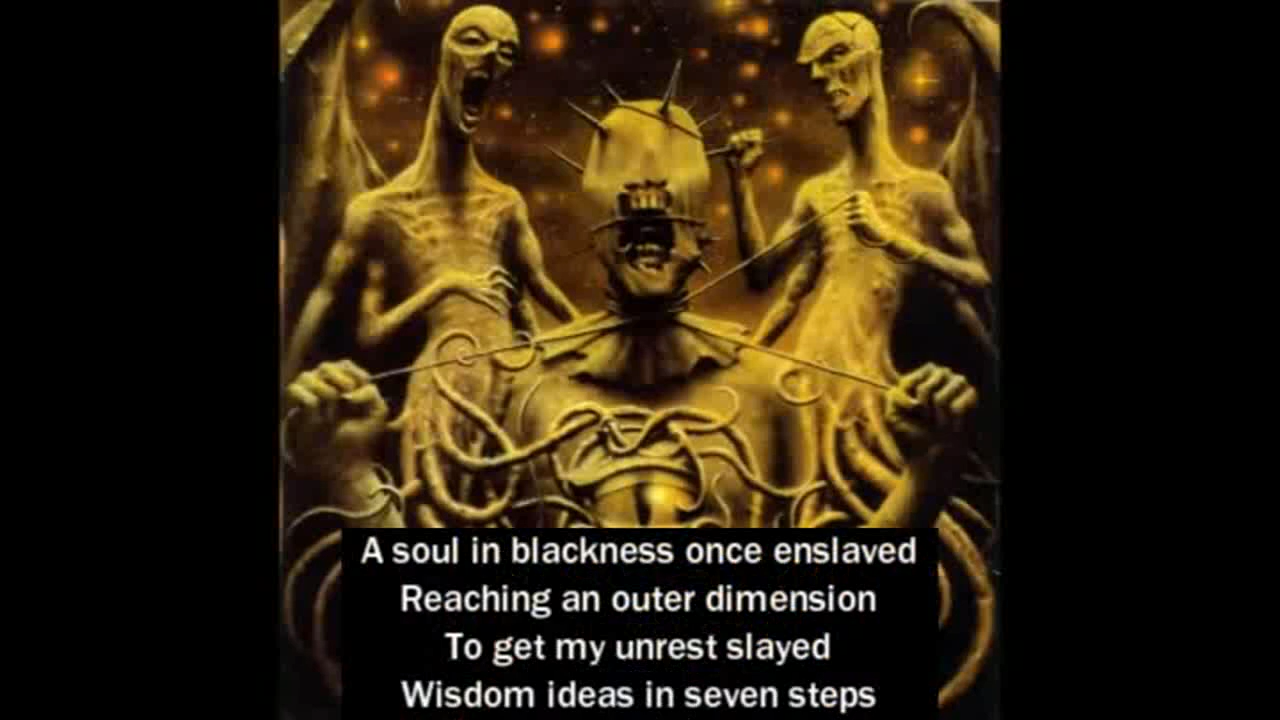 A soul in blackness once enslaved
Reaching an outer dimension
To get my unrest slayed
Wisdom ideas in seven steps